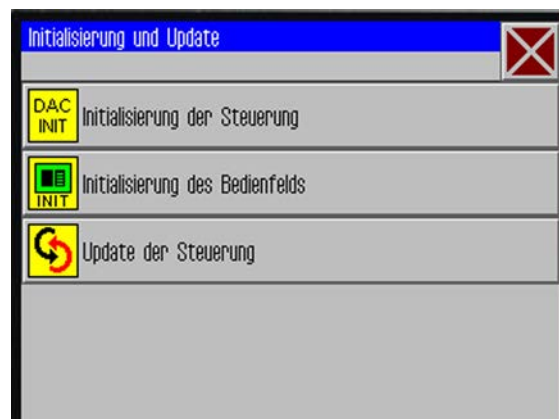 Initialisierung und Update
DAC
INIT
Initialisierung der Steuerung
INIT
Initialisierung des Bedienfelds
Update der Steuerung